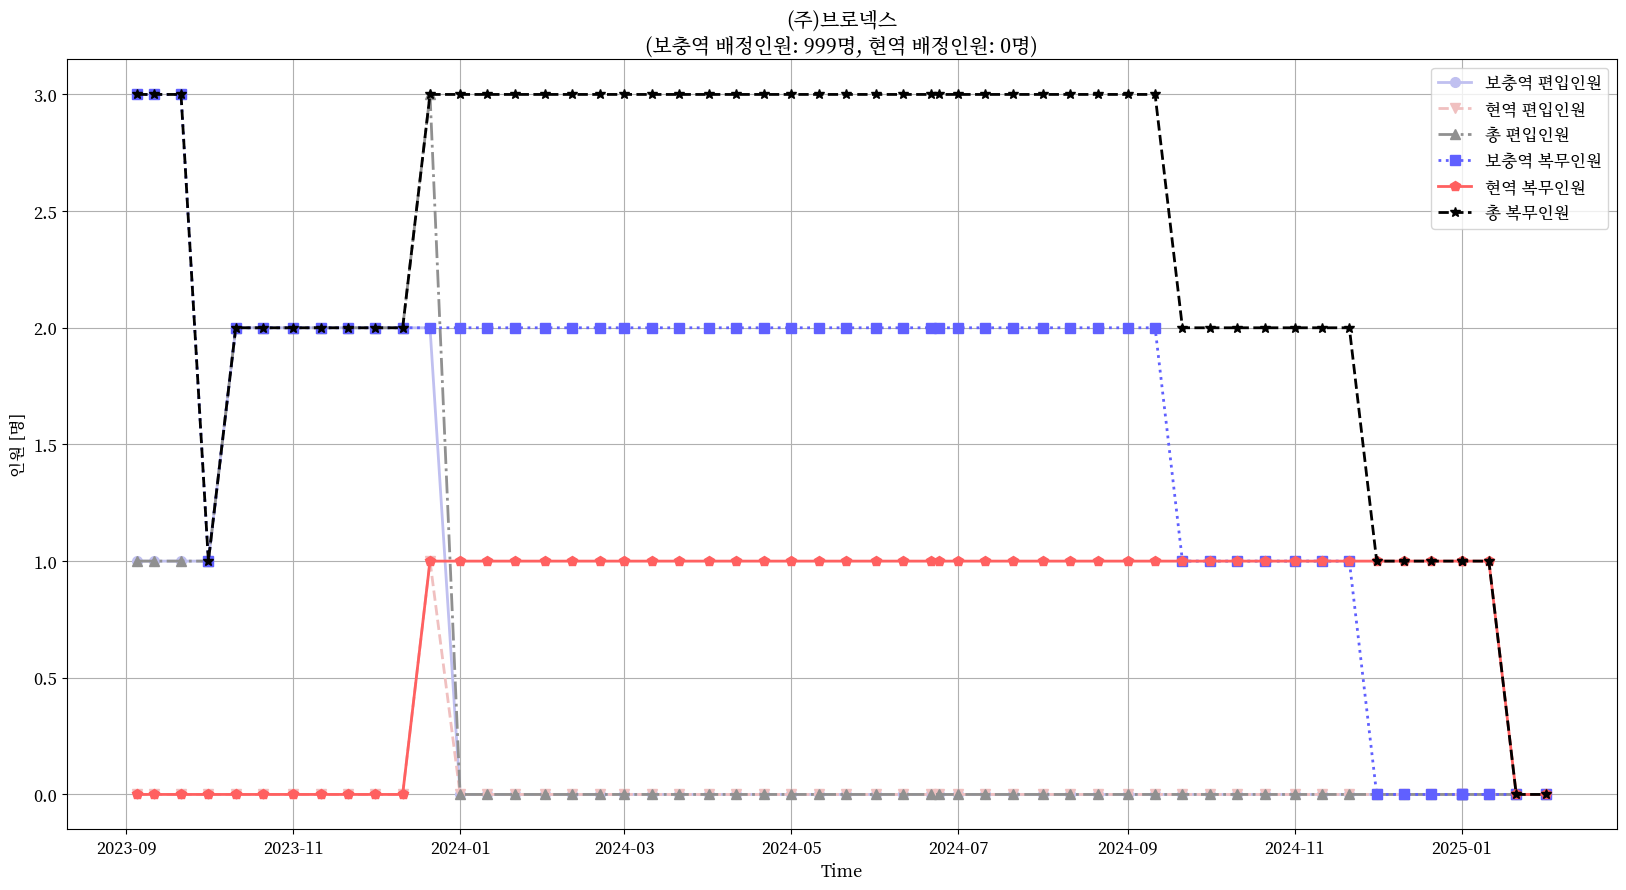 (주)브로넥스
(보충역 배정인원: 999명, 현역 배정인원: 0명)
보충역 편입인원
현역 편입인원
총 편입인원
보충역 복무인원
현역 복무인원
총 복무인원
인원 [명]
3.0
2.5
2.0
1.5
1.0
0.5
0.0
2023-09
2023-11
2024-01
2024-03
2024-05
2024-07
2024-09
2024-11
2025-01
Time